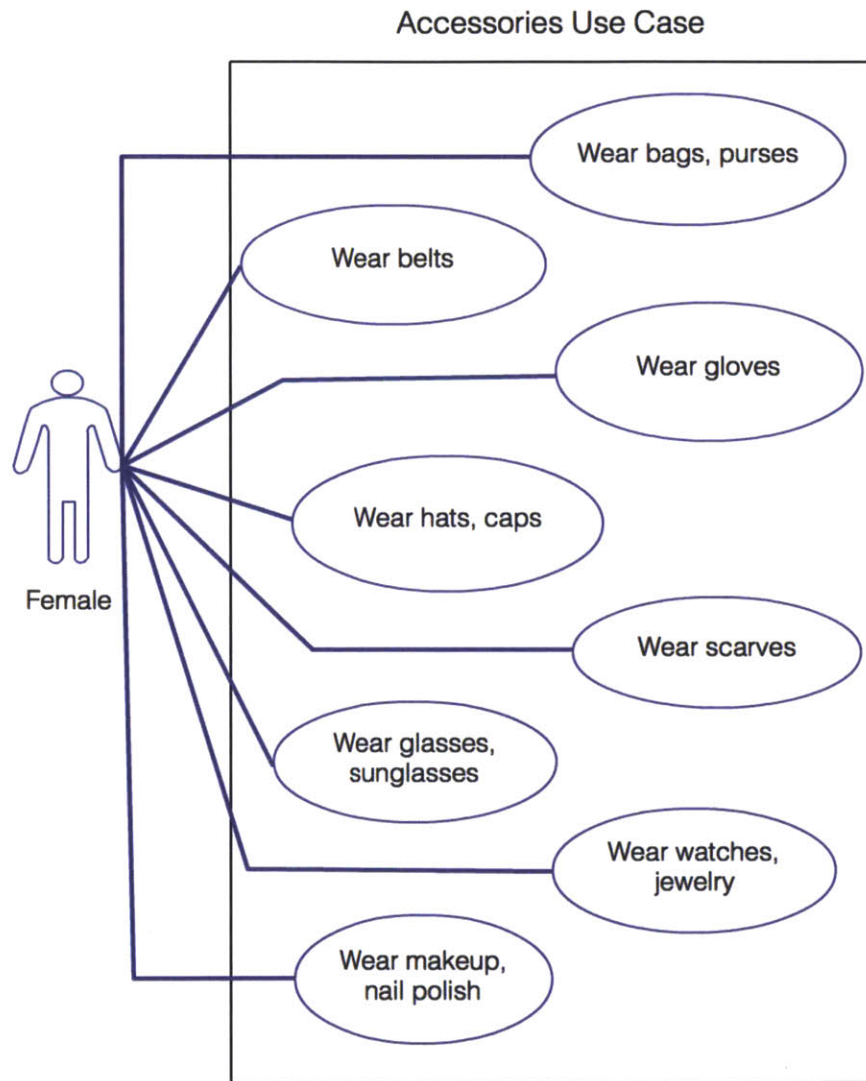 Accessories Use Case
Wear bags, purses
Wear belts
Wear gloves
Wear hats, caps
Female
Wear scarves
Wear glasses,
sunglasses
Wear watches,
jewelry
Wear makeup,
nail polish